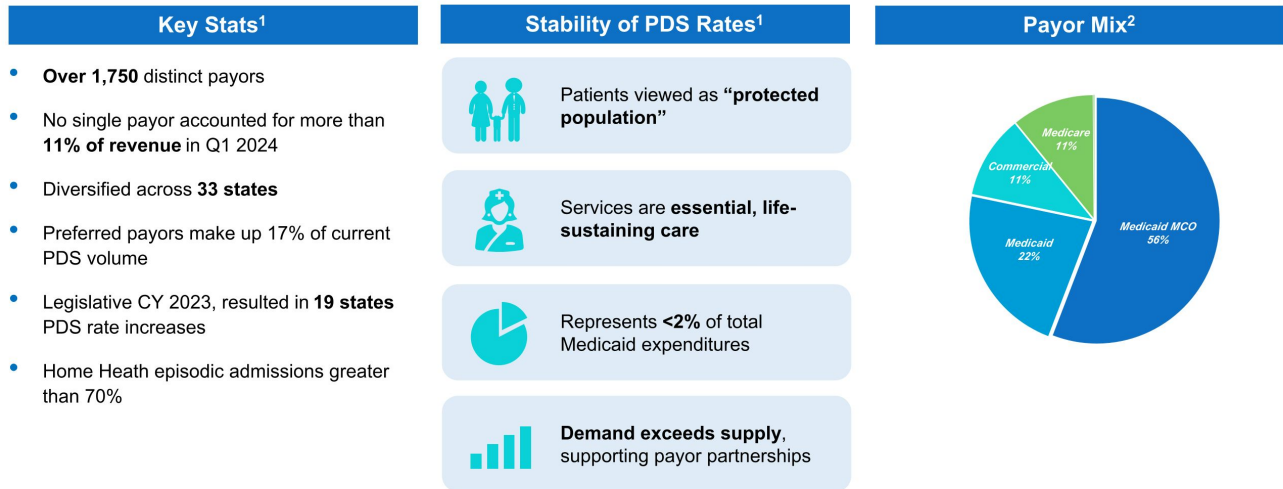 Key Stats¹
• Over 1,750 distinct payors
• No single payor accounted for more than
11% of revenue in Q1 2024
• Diversified across 33 states
• Preferred payors make up 17% of current
PDS volume
• Legislative CY 2023, resulted in 19 states
PDS rate increases
• Home Heath episodic admissions greater
than 70%
Stability of PDS Rates¹
Patients viewed as “protected
population”
Services are essential, life-
sustaining care
Represents <2% of total
Medicaid expenditures
Demand exceeds supply,
supporting payor partnerships
Payor Mix²
Medicare
11%
Commercial
11%
Medicaid
22%
Medicaid MCO
56%